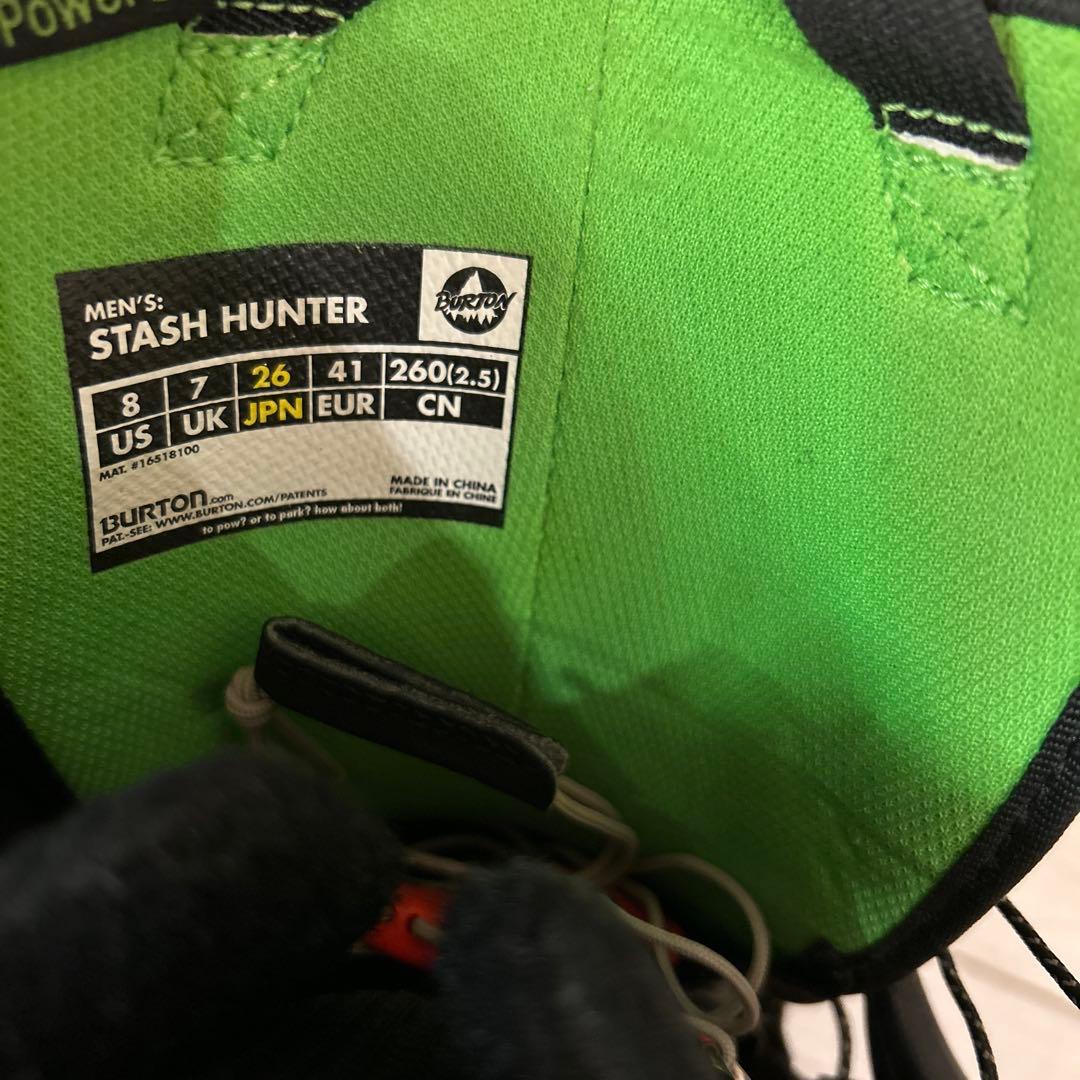 Power
MEN'S:
STASH HUNTER
BURTON
8 7 26 41 260(2.5)
US UK JPN EUR CN
MAT. #16518100
BURTON.com
PAT.-SEE: WWW.BURTON.COM/PATENTS
MADE IN CHINA
FABRIQUE EN CHINE
to pow? or to park? how about both!